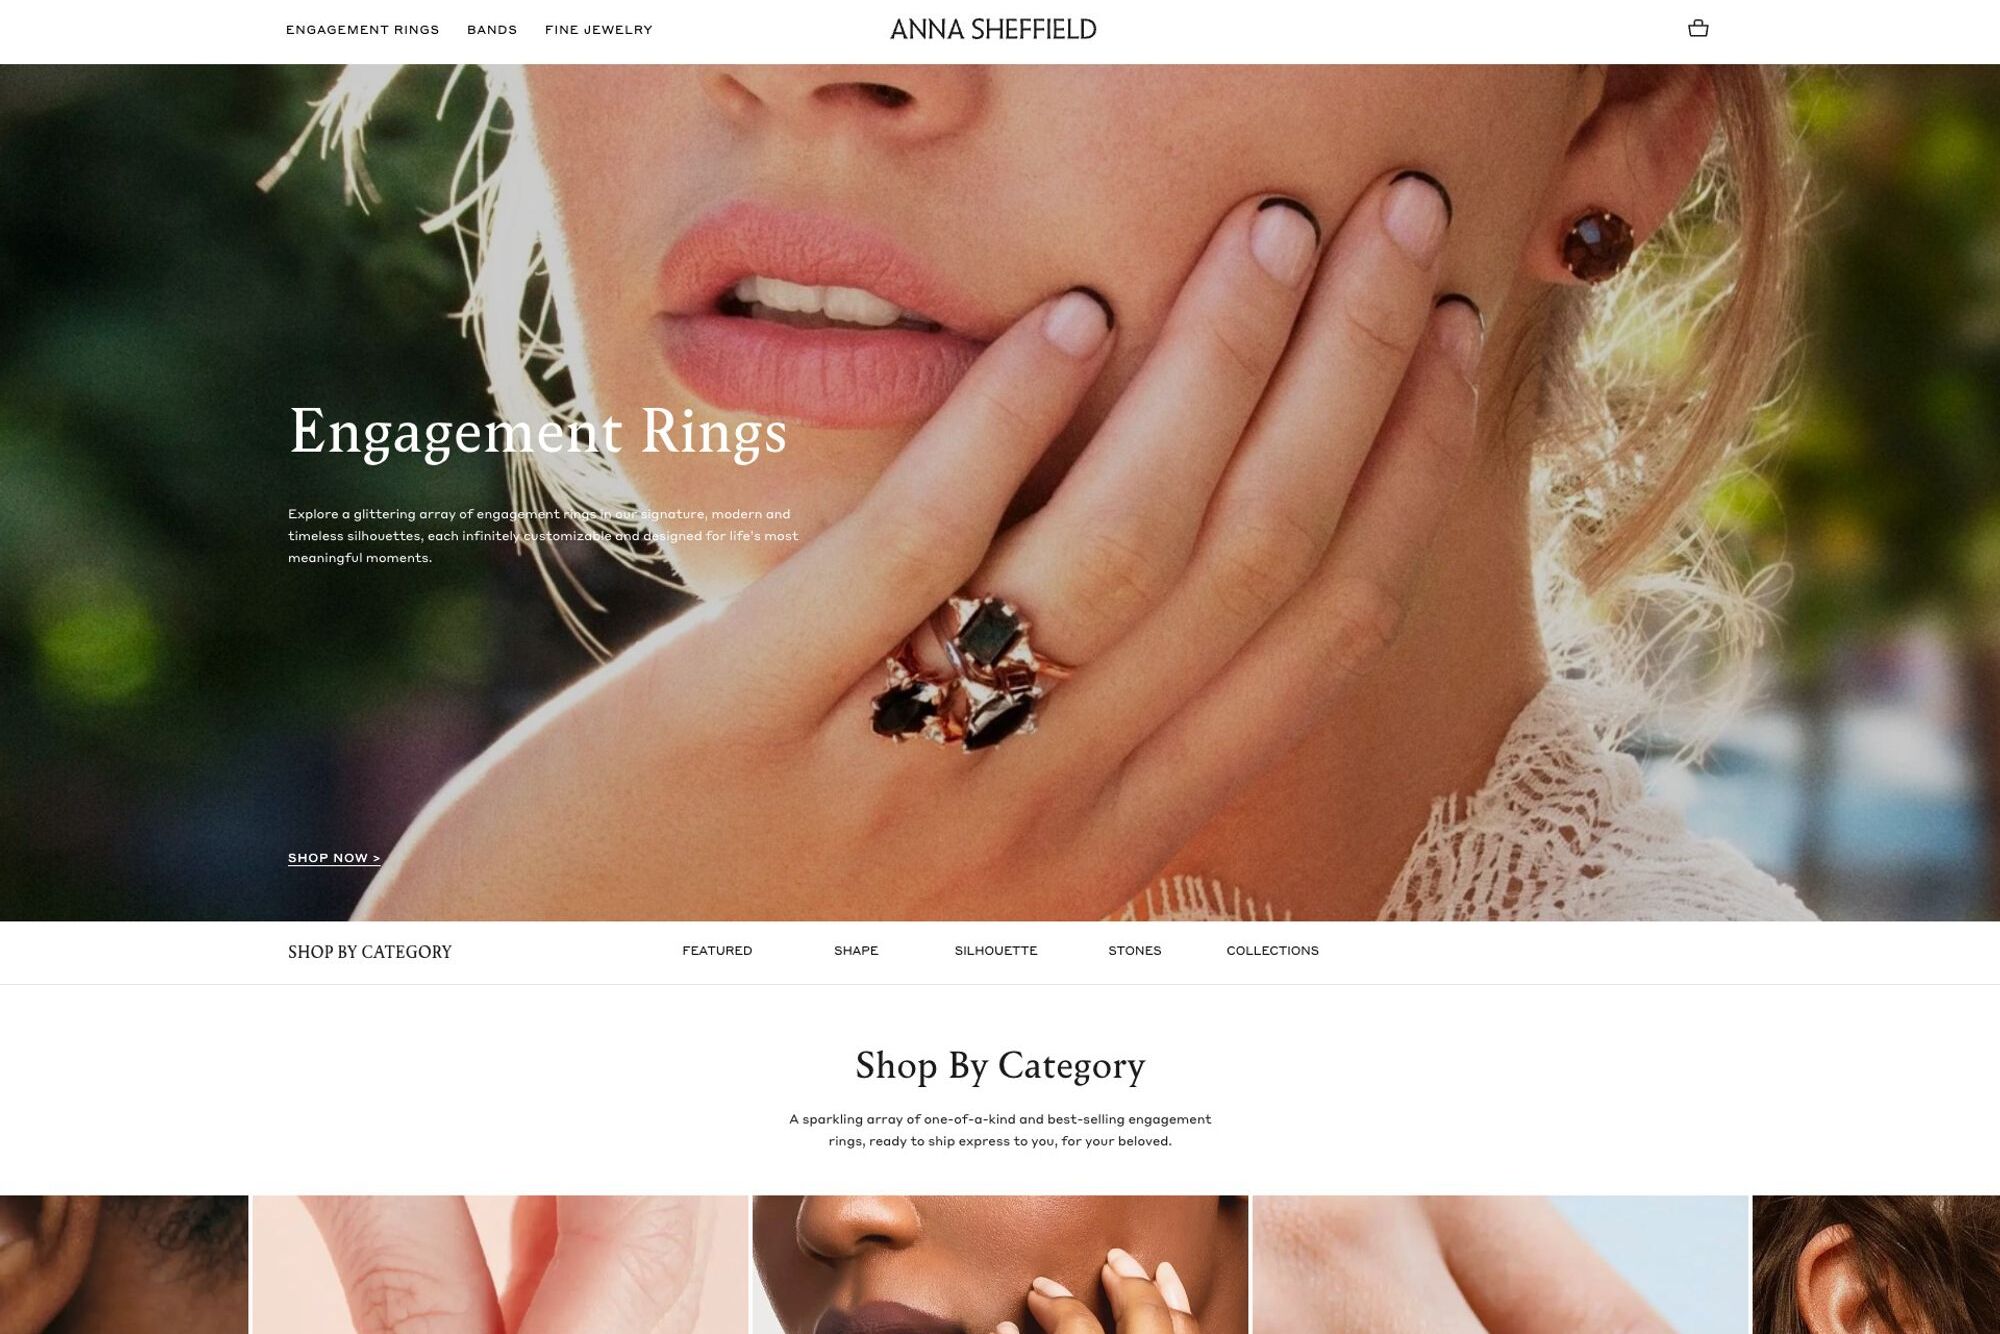 ENGAGEMENT RINGS BANDS FINE JEWELRY ANNA SHEFFIELD
Engagement Rings
Explore a glittering array of engagement rings in our signature, modern and
timeless silhouettes, each infinitely customizable and designed for life's most
meaningful moments.
SHOP NOW >
SHOP BY CATEGORY FEATURED SHAPE SILHOUETTE STONES COLLECTIONS
Shop By Category
A sparkling array of one-of-a-kind and best-selling engagement
rings, ready to ship express to you, for your beloved.